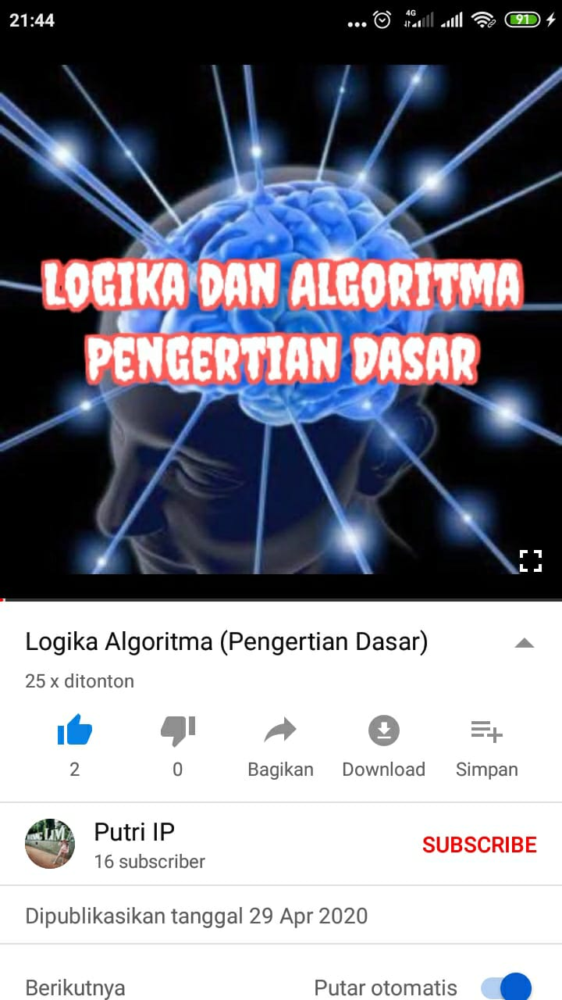 21:44
4G
91
LOGIKA DAN ALGORITMA
PENGERTIAN DASAR
Logika Algoritma (Pengertian Dasar)
25 x ditonton
2
0
Bagikan
Download
Simpan
Putri IP
16 subscriber
SUBSCRIBE
Dipublikasikan tanggal 29 Apr 2020
Berikutnya
Putar otomatis